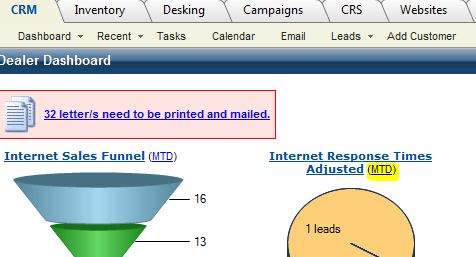 CRM Inventory Desking Campaigns CRS Websites
Dashboard Recent Tasks Calendar Email Leads Add Customer
Dealer Dashboard
32 letter/s need to be printed and mailed.
Internet Sales Funnel (MTD)
16
13
Internet Response Times
Adjusted (MTD)
1 leads